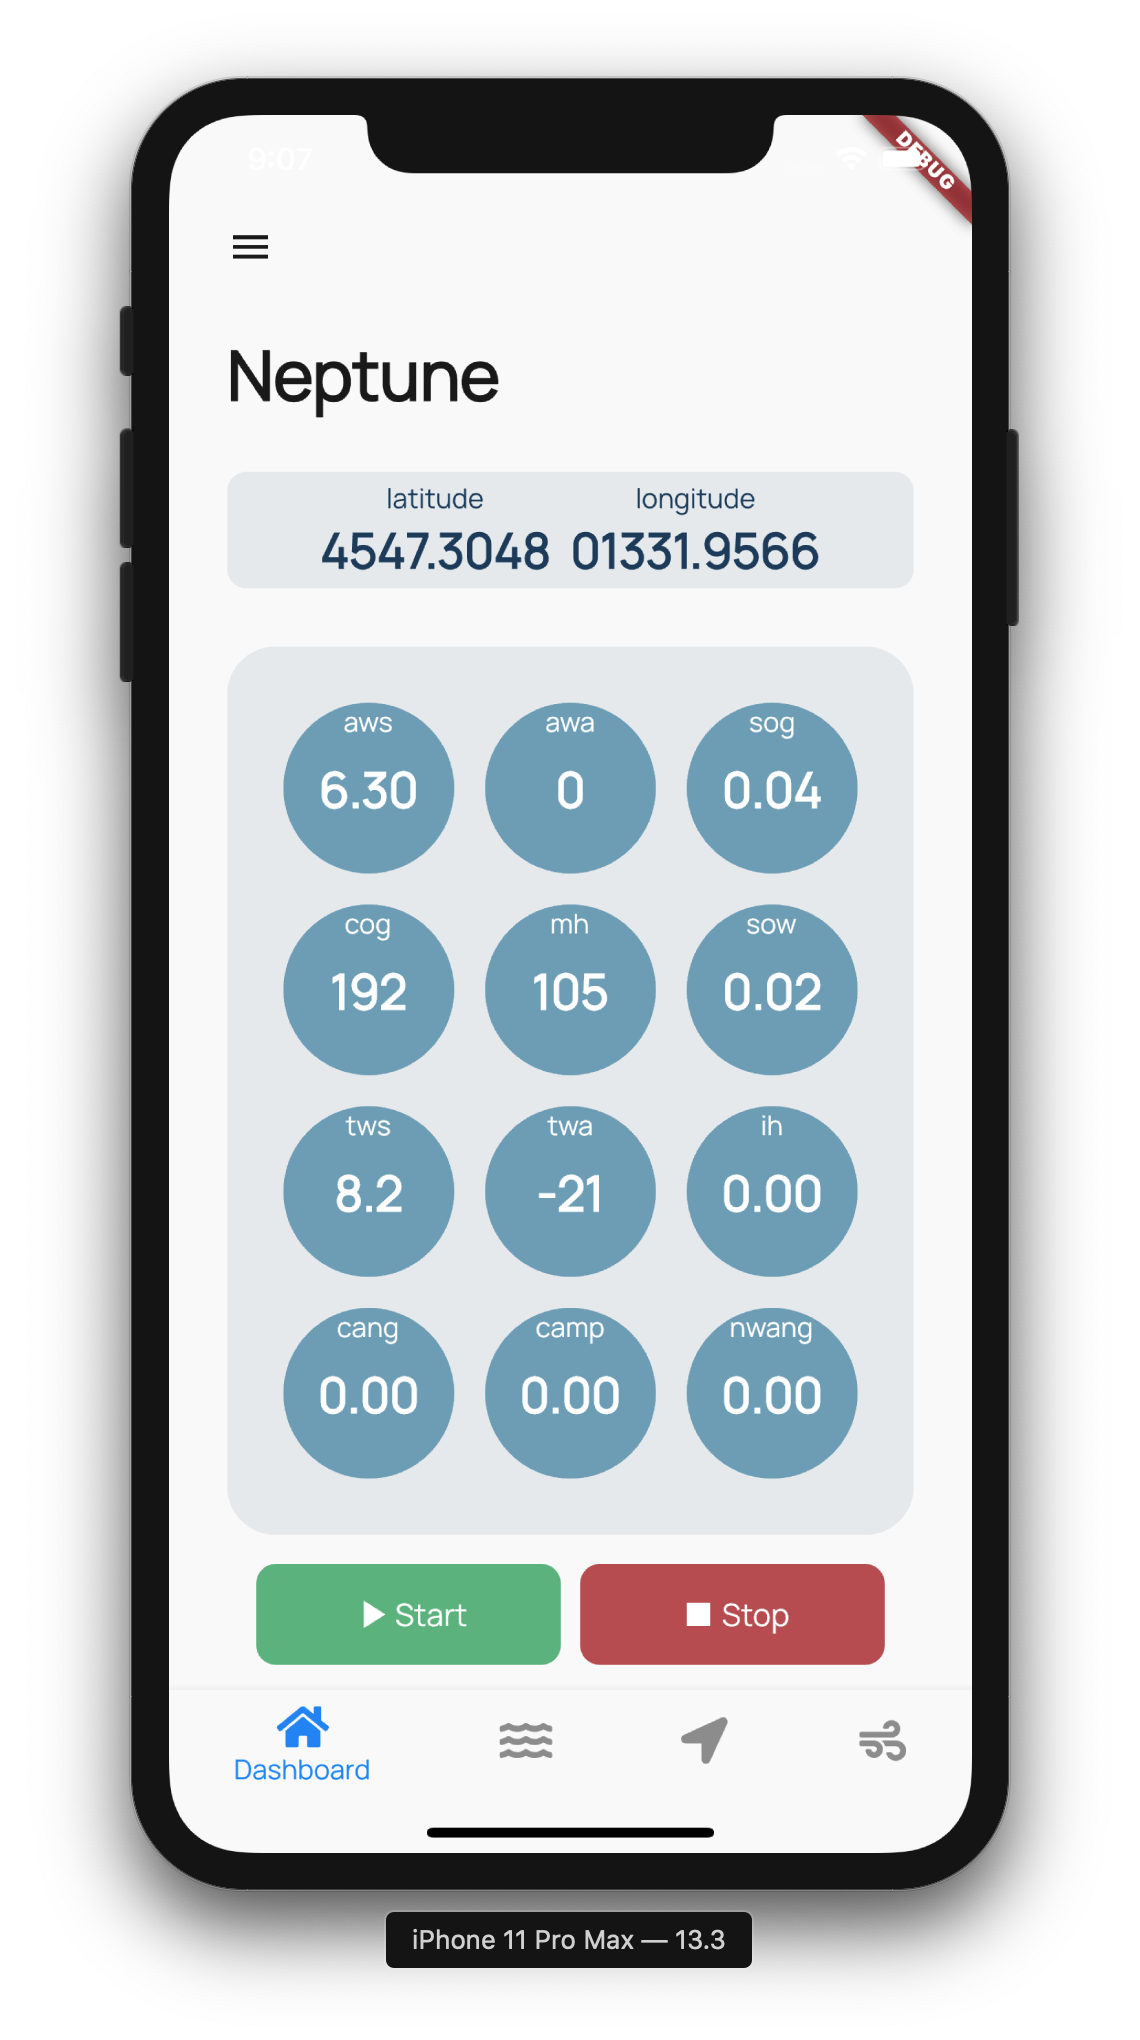 9:07
DEBUG
Neptune
latitude longitude
4547.3048 01331.9566
aws awa sog
6.30 0 0.04
cog mh sow
192 105 0.02
tws twa ih
8.2 -21 0.00
cang camp nwang
0.00 0.00 0.00
Start Stop
Dashboard
iPhone 11 Pro Max — 13.3